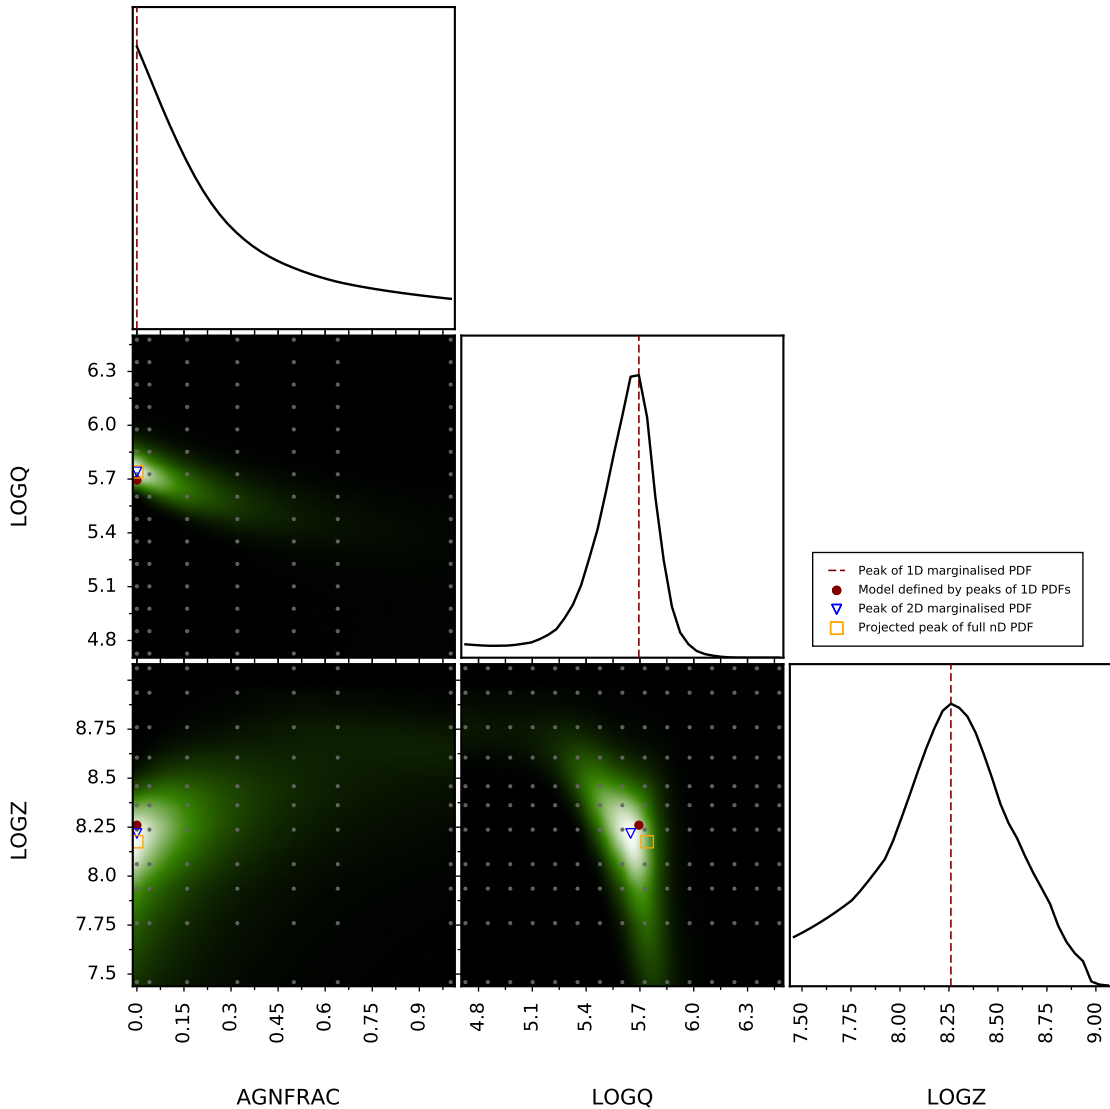 6.3
6.0
5.7
5.4
5.1
4.8
LOGQ
Peak of 1D marginalised PDF
Model defined by peaks of 1D PDFs
Peak of 2D marginalised PDF
Projected peak of full nD PDF
8.75
8.5
8.25
8.0
7.75
7.5
LOGZ
0.0 0.15 0.3 0.45 0.6 0.75 0.9
4.8 5.1 5.4 5.7 6.0 6.3
7.50 7.75 8.00 8.25 8.50 8.75 9.00
AGNFRAC LOGQ LOGZ